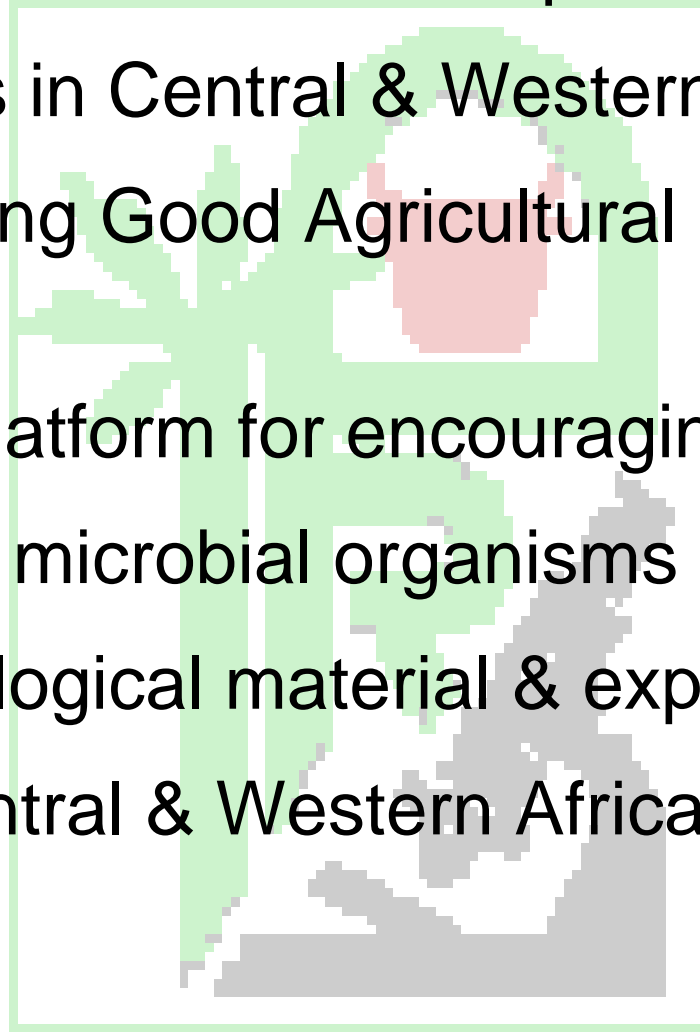 s in Central & Western
ng Good Agricultural
atform for encouragin
microbial organisms
logical material & exp
ntral & Western Africa